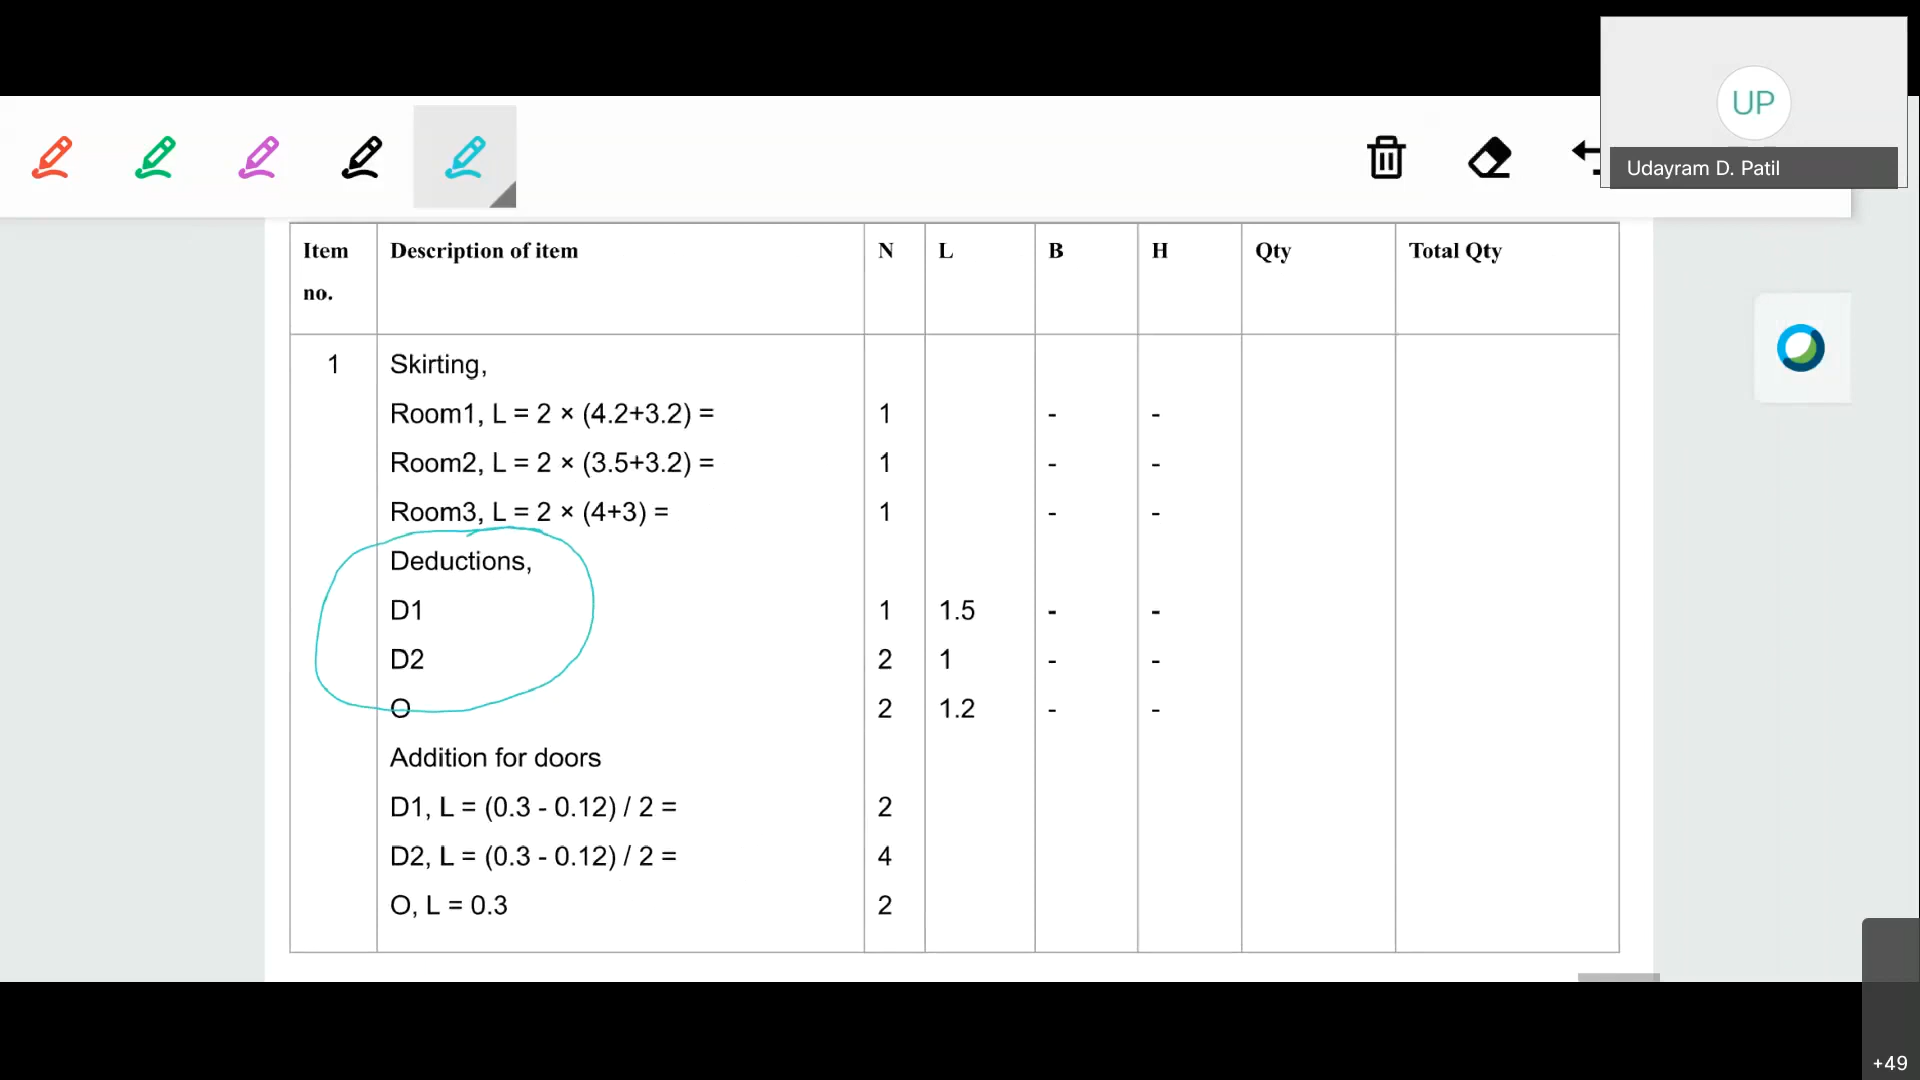 UP
Udayram D. Patil
Item no. Description of item N L B H Qty Total Qty
1 Skirting,
Room1, L = 2 × (4.2+3.2) = 1 - -
Room2, L = 2 × (3.5+3.2) = 1 - -
Room3, L = 2 × (4+3) = 1 - -
Deductions,
D1 1 1.5 - -
D2 2 1 - -
O 2 1.2 - -
Addition for doors
D1, L = (0.3 - 0.12) / 2 = 2
D2, L = (0.3 - 0.12) / 2 = 4
O, L = 0.3 2
+49